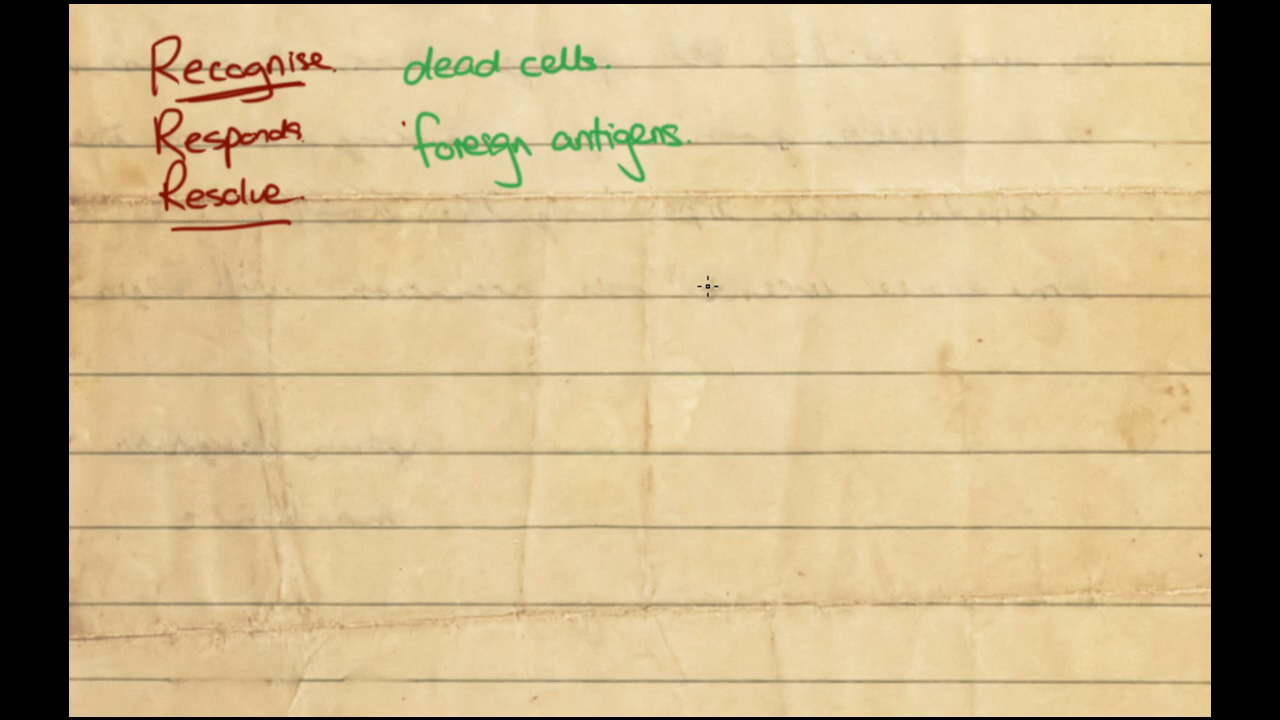 Recognise. dead cells.
Responds. foreign antigens.
Resolve.